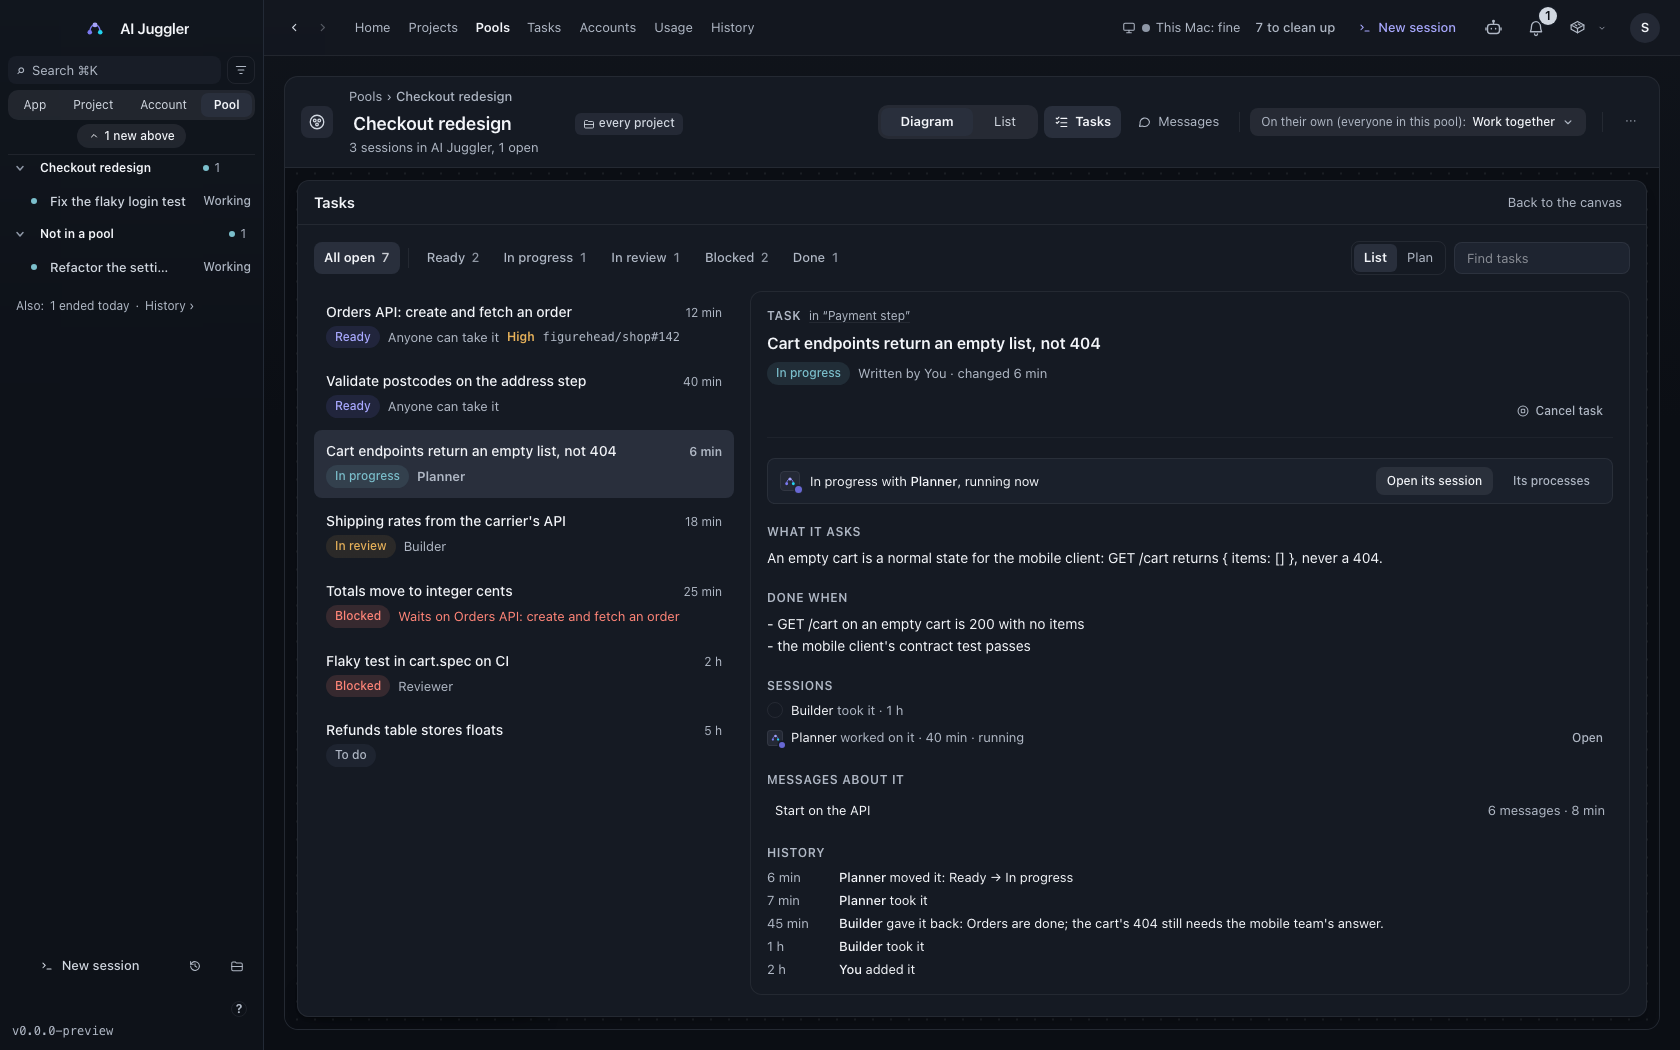 AI Juggler
Search ⌘K
App Project Account Pool
1 new above
Checkout redesign 1
Fix the flaky login test Working
Not in a pool 1
Refactor the setti... Working
Also: 1 ended today · History ›
New session
?
v0.0.0-preview
‹ › Home Projects Pools Tasks Accounts Usage History
This Mac: fine 7 to clean up New session 1 S
Pools › Checkout redesign
Checkout redesign every project
3 sessions in AI Juggler, 1 open
Diagram List Tasks Messages On their own (everyone in this pool): Work together ...
Tasks Back to the canvas
All open 7 Ready 2 In progress 1 In review 1 Blocked 2 Done 1
List Plan Find tasks
Orders API: create and fetch an order 12 min
Ready Anyone can take it High figurehead/shop#142
Validate postcodes on the address step 40 min
Ready Anyone can take it
Cart endpoints return an empty list, not 404 6 min
In progress Planner
Shipping rates from the carrier's API 18 min
In review Builder
Totals move to integer cents 25 min
Blocked Waits on Orders API: create and fetch an order
Flaky test in cart.spec on CI 2 h
Blocked Reviewer
Refunds table stores floats 5 h
To do
TASK in “Payment step”
Cart endpoints return an empty list, not 404
In progress Written by You · changed 6 min
Cancel task
In progress with Planner, running now Open its session Its processes
WHAT IT ASKS
An empty cart is a normal state for the mobile client: GET /cart returns { items: [] }, never a 404.
DONE WHEN
- GET /cart on an empty cart is 200 with no items
- the mobile client's contract test passes
SESSIONS
Builder took it · 1 h
Planner worked on it · 40 min · running Open
MESSAGES ABOUT IT
Start on the API 6 messages · 8 min
HISTORY
6 min Planner moved it: Ready → In progress
7 min Planner took it
45 min Builder gave it back: Orders are done; the cart's 404 still needs the mobile team's answer.
1 h Builder took it
2 h You added it